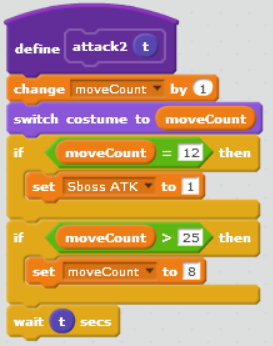 define attack2 t
change moveCount by 1
switch costume to moveCount
if moveCount = 12 then
set Sboss ATK to 1
if moveCount > 25 then
set moveCount to 8
wait t secs